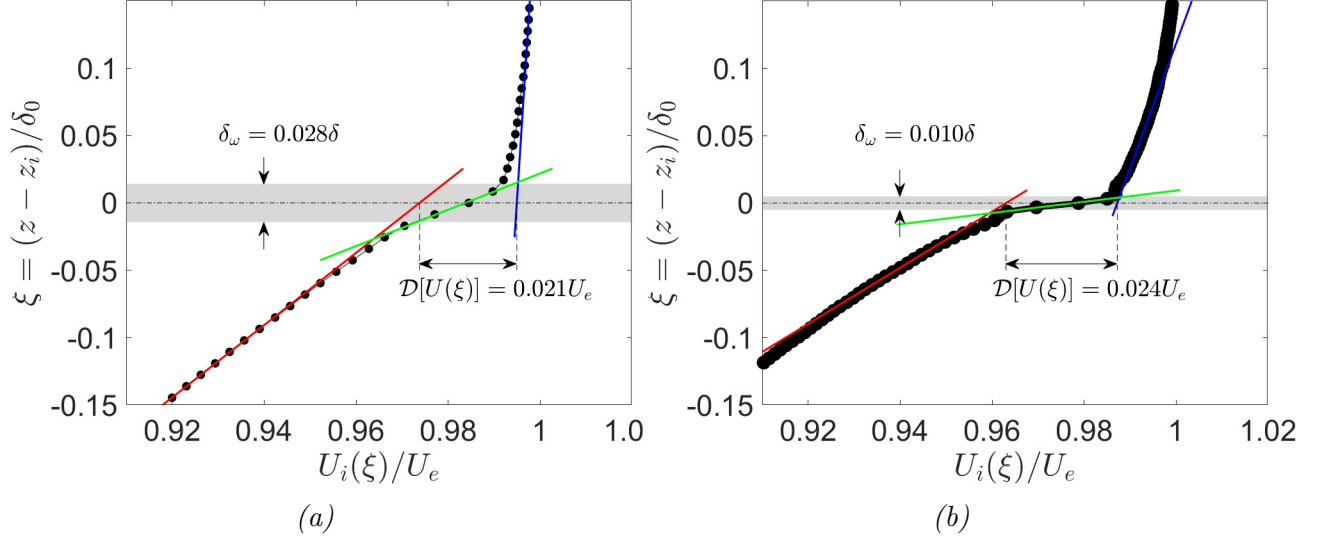 ξ = (z − z_i)/δ_0
0.1
0.05
0
-0.05
-0.1
-0.15
δ_ω = 0.028δ
𝒟[U(ξ)] = 0.021U_e
0.92
0.94
0.96
0.98
1
1.0
U_i(ξ)/U_e
(a)
ξ = (z − z_i)/δ_0
0.1
0.05
0
-0.05
-0.1
-0.15
δ_ω = 0.010δ
𝒟[U(ξ)] = 0.024U_e
0.92
0.94
0.96
0.98
1
1.02
U_i(ξ)/U_e
(b)